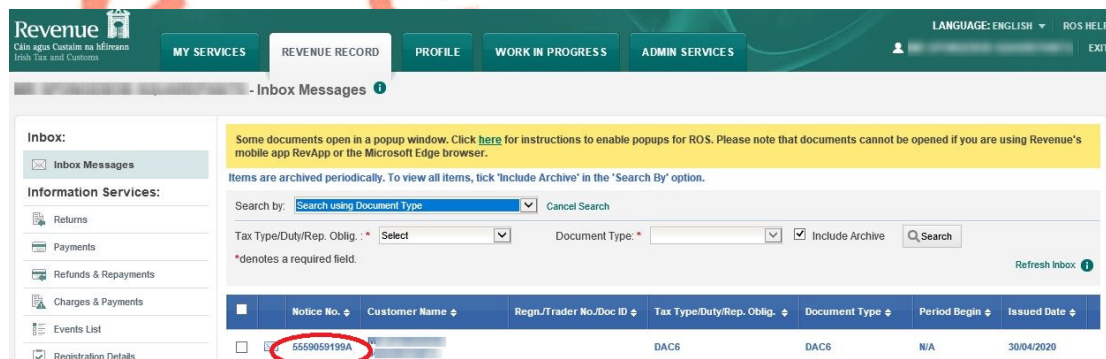 Revenue
Cáin agus Custaim na hÉireann
Irish Tax and Customs
LANGUAGE: ENGLISH ROS HELP
MY SERVICES REVENUE RECORD PROFILE WORK IN PROGRESS ADMIN SERVICES
EXIT
- Inbox Messages i
Inbox:
Inbox Messages
Information Services:
Returns
Payments
Refunds & Repayments
Charges & Payments
Events List
Registration Details
Some documents open in a popup window. Click here for instructions to enable popups for ROS. Please note that documents cannot be opened if you are using Revenue's
mobile app RevApp or the Microsoft Edge browser.
Items are archived periodically. To view all items, tick 'Include Archive' in the 'Search By' option.
Search by: Search using Document Type Cancel Search
Tax Type/Duty/Rep. Oblig. : * Select Document Type: * Include Archive Search
*denotes a required field.
Refresh Inbox i
Notice No. Customer Name Regn./Trader No./Doc ID Tax Type/Duty/Rep. Oblig. Document Type Period Begin Issued Date
5559059199A DAC6 DAC6 N/A 30/04/2020